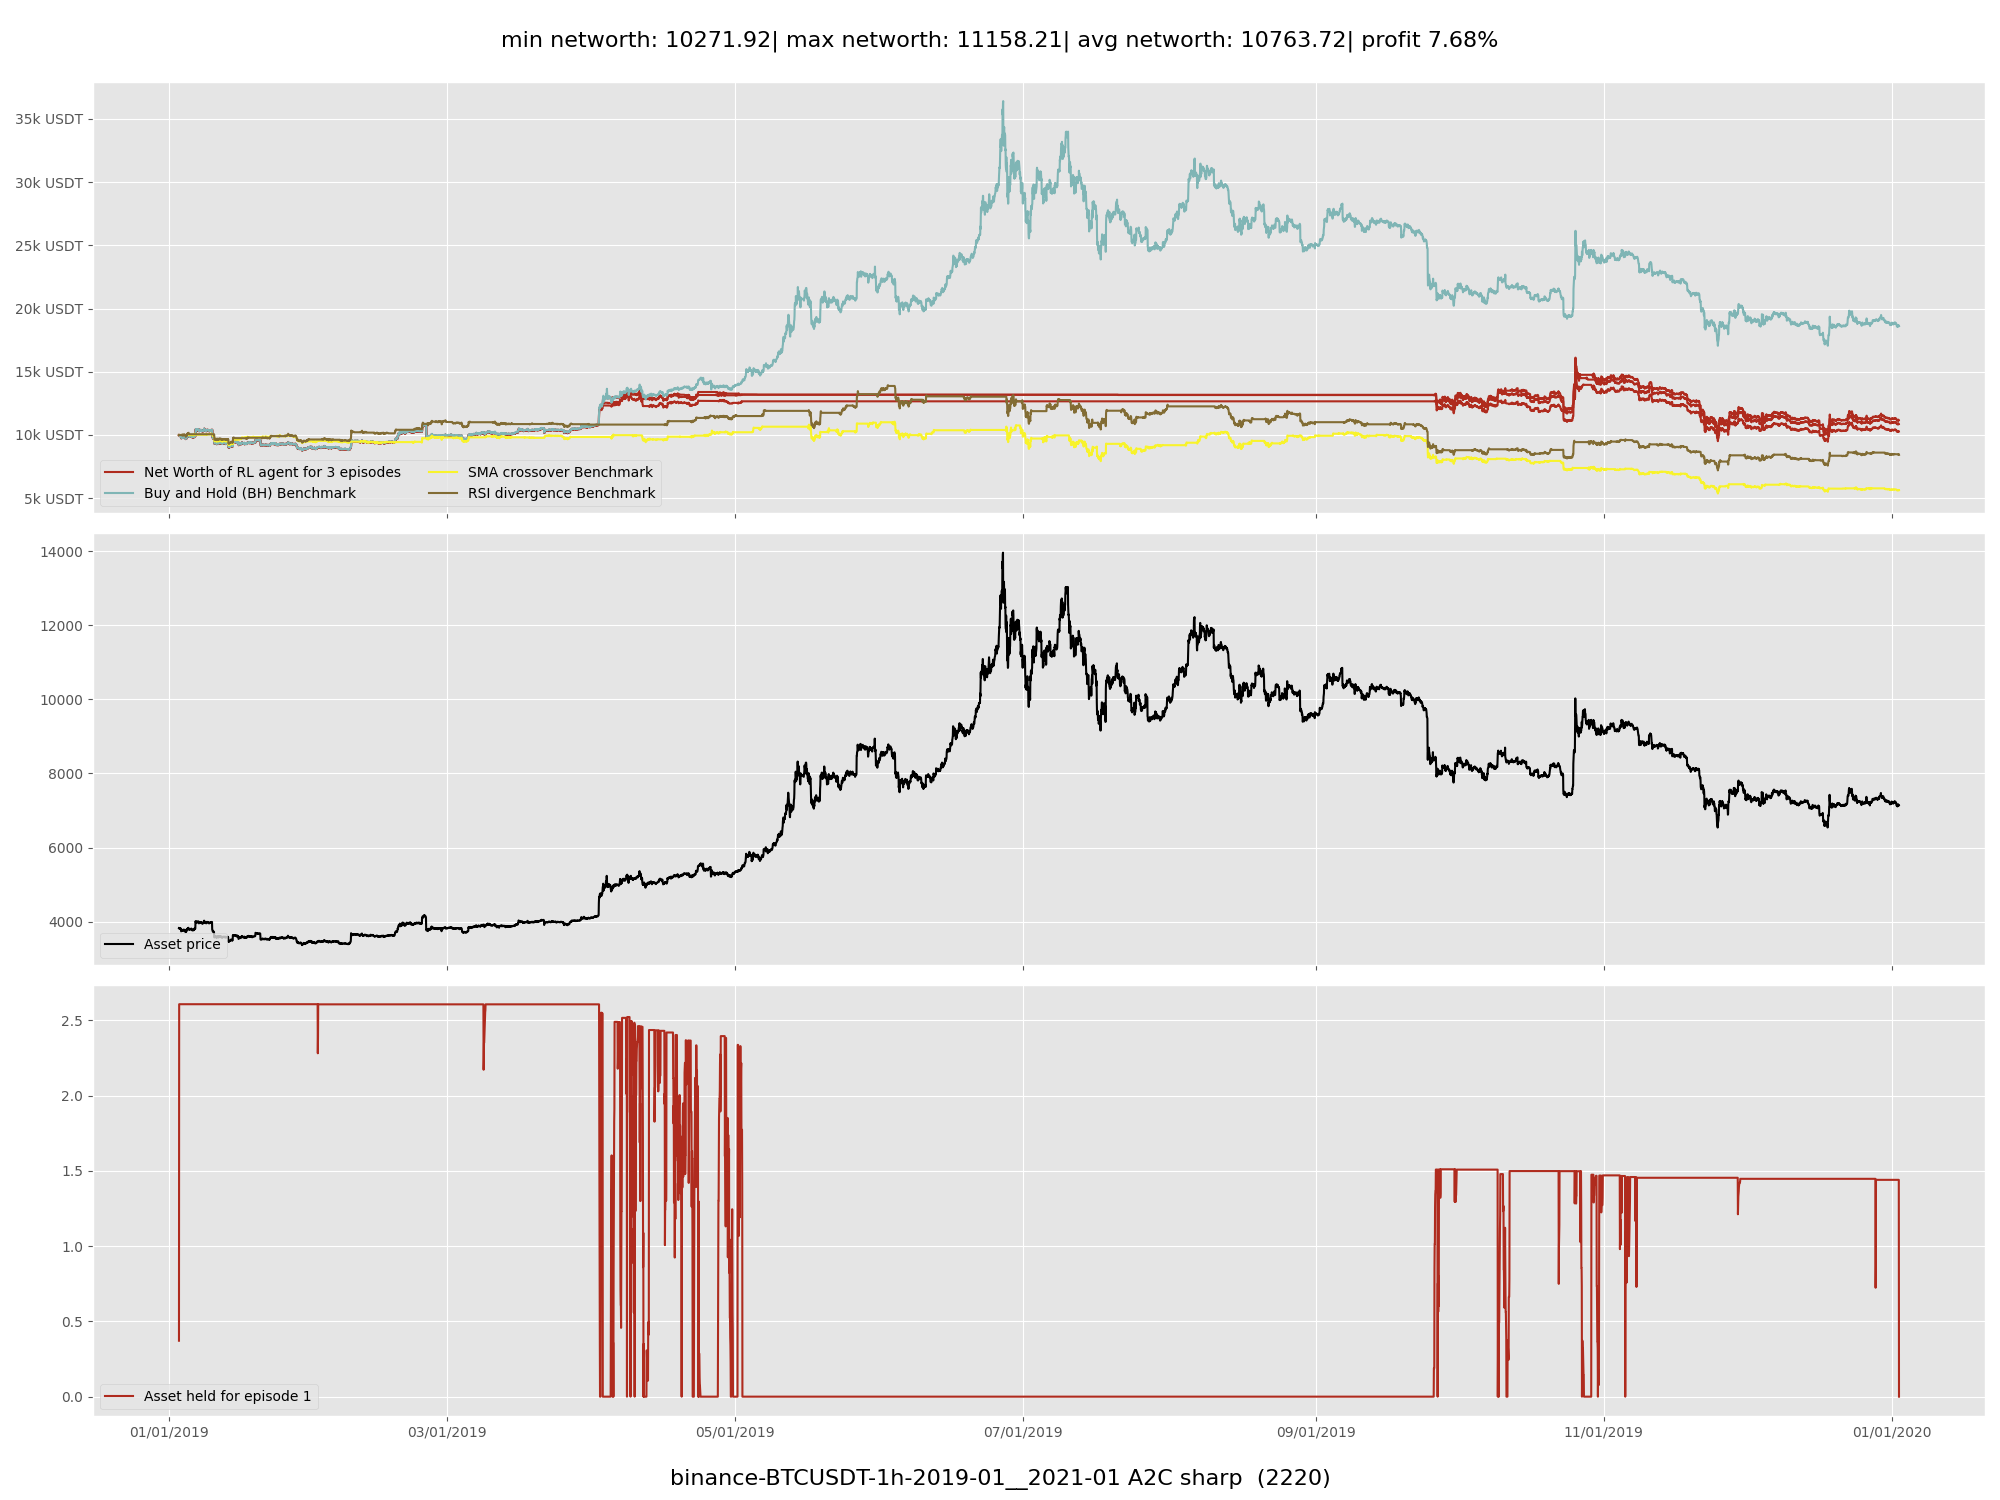 min networth: 10271.92| max networth: 11158.21| avg networth: 10763.72| profit 7.68%
35k USDT
30k USDT
25k USDT
20k USDT
15k USDT
10k USDT
5k USDT
Net Worth of RL agent for 3 episodes
Buy and Hold (BH) Benchmark
SMA crossover Benchmark
RSI divergence Benchmark
14000
12000
10000
8000
6000
4000
Asset price
2.5
2.0
1.5
1.0
0.5
0.0
Asset held for episode 1
01/01/2019 03/01/2019 05/01/2019 07/01/2019 09/01/2019 11/01/2019 01/01/2020
binance-BTCUSDT-1h-2019-01__2021-01 A2C sharp (2220)